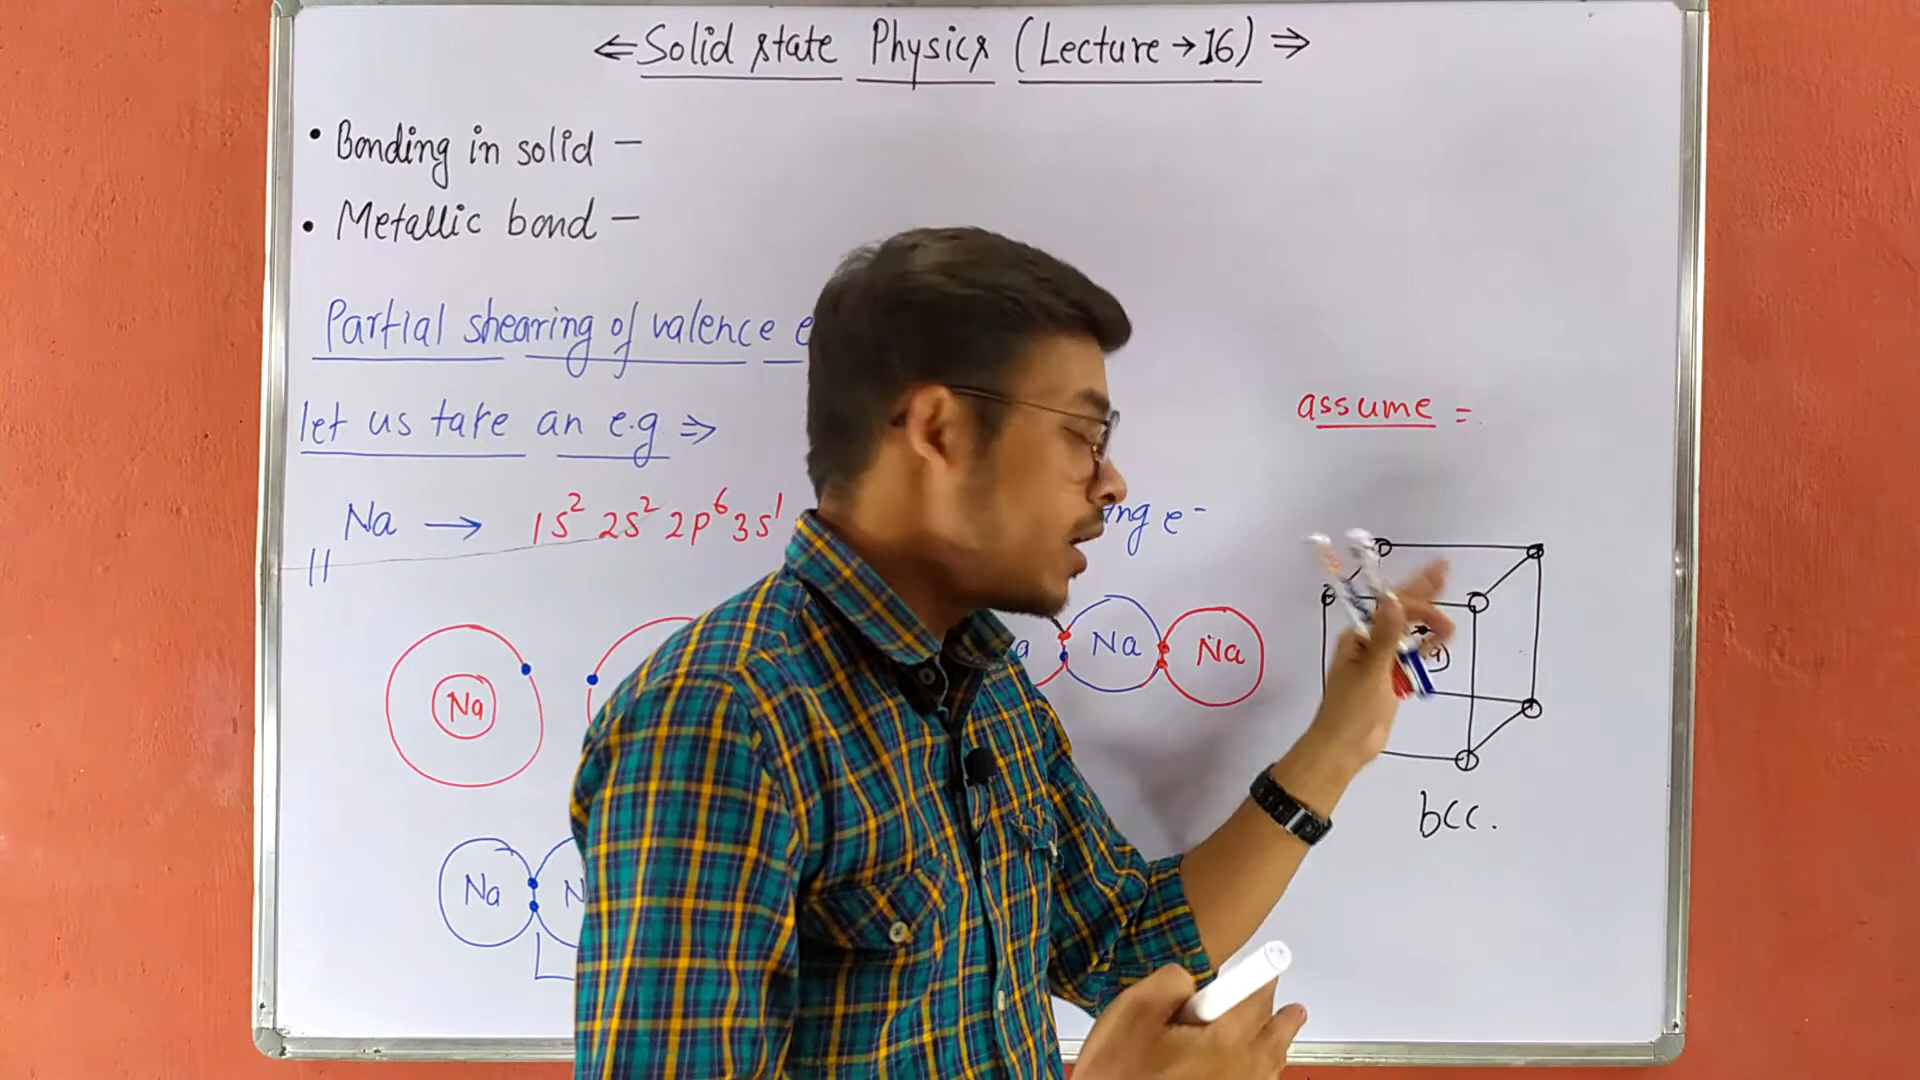 ⇐ Solid state Physics (Lecture → 16) ⇒
• Bonding in solid —
• Metallic bond —
Partial shearing of valence
let us take an e.g ⇒
assume =
Na → 1s² 2s² 2p⁶ 3s¹
e⁻
Na
Na Na
Na
bcc.